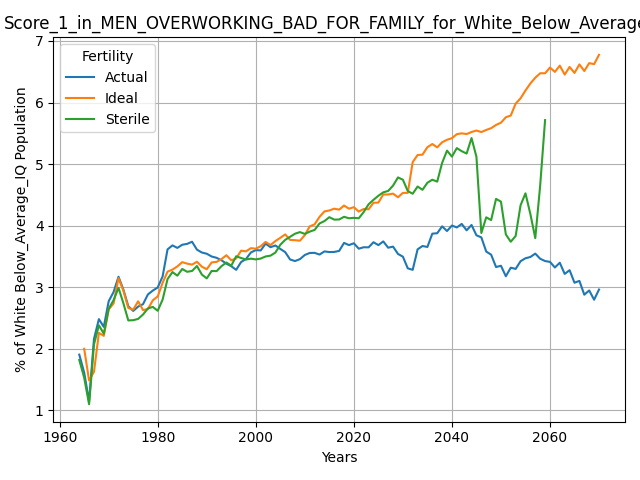 Score_1_in_MEN_OVERWORKING_BAD_FOR_FAMILY_for_White_Below_Average
Fertility
Actual
Ideal
Sterile
% of White Below_Average_IQ Population
7
6
5
4
3
2
1
1960
1980
2000
2020
2040
2060
Years